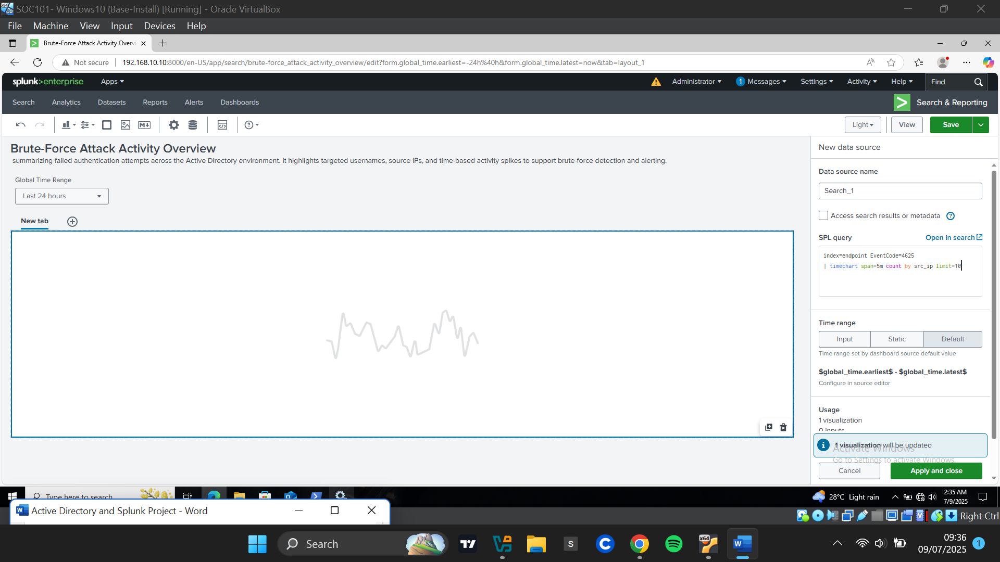 SOC101- Windows10 (Base-Install) [Running] - Oracle VirtualBox
File Machine View Input Devices Help
Brute-Force Attack Activity Overvi
Not secure 192.168.10.10:8000/en-US/app/search/brute-force_attack_activity_overview/edit?form.global_time.earliest=-24h%40h&form.global_time.latest=now&tab=layout_1
splunk>enterprise Apps Administrator 1 Messages Settings Activity Help Find
Search Analytics Datasets Reports Alerts Dashboards Search & Reporting
Light View Save
Brute-Force Attack Activity Overview
summarizing failed authentication attempts across the Active Directory environment. It highlights targeted usernames, source IPs, and time-based activity spikes to support brute-force detection and alerting.
Global Time Range
Last 24 hours
New tab
New data source
Data source name
Search_1
Access search results or metadata
SPL query Open in search
index=endpoint EventCode=4625
| timechart span=5m count by src_ip limit=10
Time range
Input Static Default
Time range set by dashboard source default value
$global_time.earliest$ - $global_time.latest$
Configure in source editor
Usage
1 visualization
0 inputs
1 visualization will be updated
Activate Windows
Go to Settings to activate Windows.
Cancel Apply and close
Type here to search
28°C Light rain
2:35 AM
7/9/2025
Active Directory and Splunk Project - Word
Right Ctrl
Search
09:36
09/07/2025
1